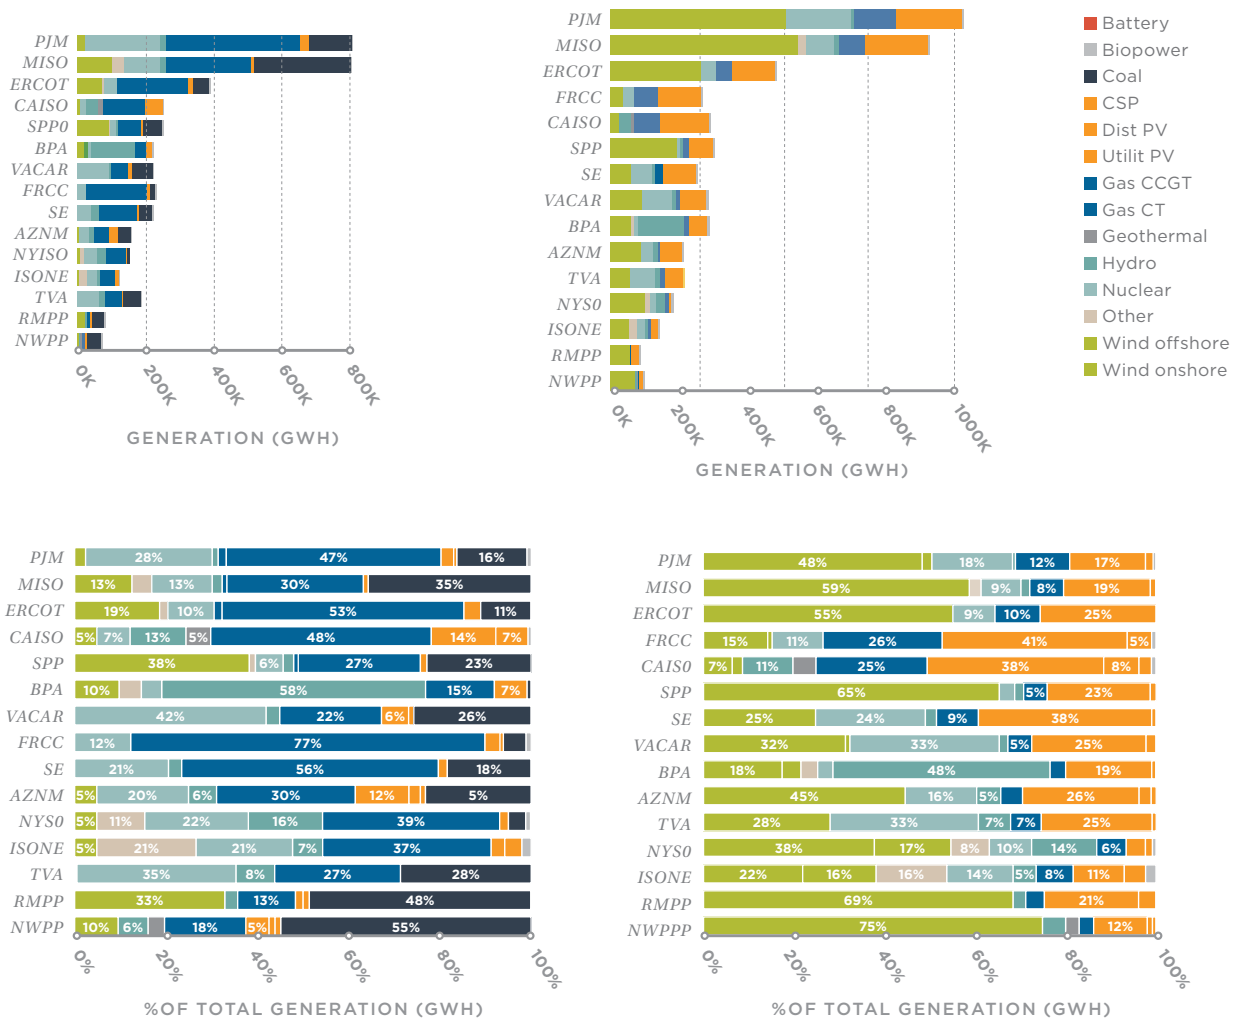 PJM
MISO
ERCOT
CAISO
SPP0
BPA
VACAR
FRCC
SE
AZNM
NYISO
ISONE
TVA
RMPP
NWPP
0K
200K
400K
600K
800K
GENERATION (GWH)
PJM
MISO
ERCOT
FRCC
CAISO
SPP
SE
VACAR
BPA
AZNM
TVA
NYS0
ISONE
RMPP
NWPP
0K
200K
400K
600K
800K
1000K
GENERATION (GWH)
Battery
Biopower
Coal
CSP
Dist PV
Utilit PV
Gas CCGT
Gas CT
Geothermal
Hydro
Nuclear
Other
Wind offshore
Wind onshore
PJM 28% 47% 16%
MISO 13% 13% 30% 35%
ERCOT 19% 10% 53% 11%
CAISO 5% 7% 13% 5% 48% 14% 7%
SPP 38% 6% 27% 23%
BPA 10% 58% 15% 7%
VACAR 42% 22% 6% 26%
FRCC 12% 77%
SE 21% 56% 18%
AZNM 5% 20% 6% 30% 12% 5%
NYS0 5% 11% 22% 16% 39%
ISONE 5% 21% 21% 7% 37%
TVA 35% 8% 27% 28%
RMPP 33% 13% 48%
NWPP 10% 6% 18% 5% 55%
0% 20% 40% 60% 80% 100%
%OF TOTAL GENERATION (GWH)
PJM 48% 18% 12% 17%
MISO 59% 9% 8% 19%
ERCOT 55% 9% 10% 25%
FRCC 15% 11% 26% 41% 5%
CAIS0 7% 11% 25% 38% 8%
SPP 65% 5% 23%
SE 25% 24% 9% 38%
VACAR 32% 33% 5% 25%
BPA 18% 48% 19%
AZNM 45% 16% 5% 26%
TVA 28% 33% 7% 7% 25%
NYS0 38% 17% 8% 10% 14% 6%
ISONE 22% 16% 16% 14% 5% 8% 11%
RMPP 69% 21%
NWPPP 75% 12%
0% 20% 40% 60% 80% 100%
%OF TOTAL GENERATION (GWH)